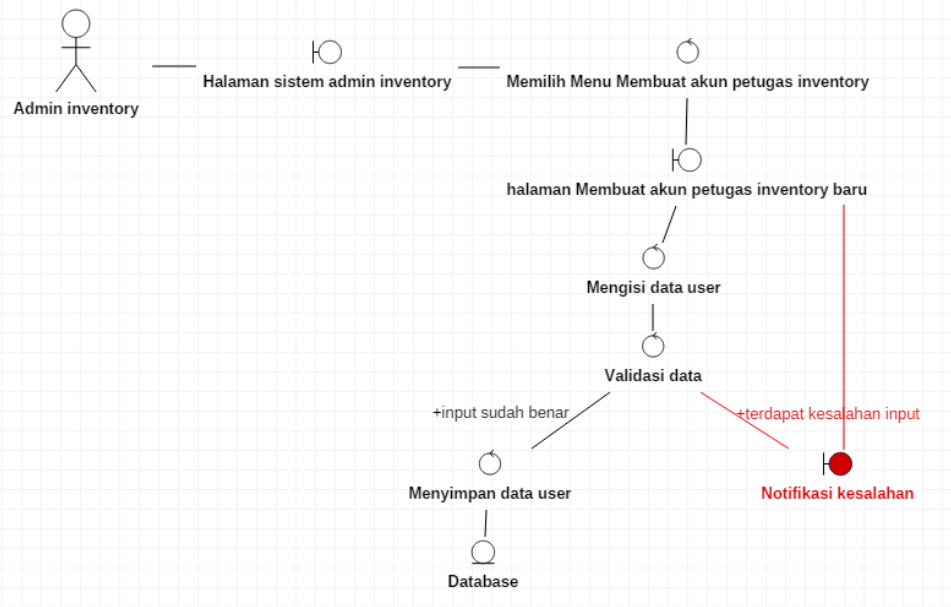 Admin inventory
Halaman sistem admin inventory
Memilih Menu Membuat akun petugas inventory
halaman Membuat akun petugas inventory baru
Mengisi data user
Validasi data
+input sudah benar
+terdapat kesalahan input
Menyimpan data user
Notifikasi kesalahan
Database